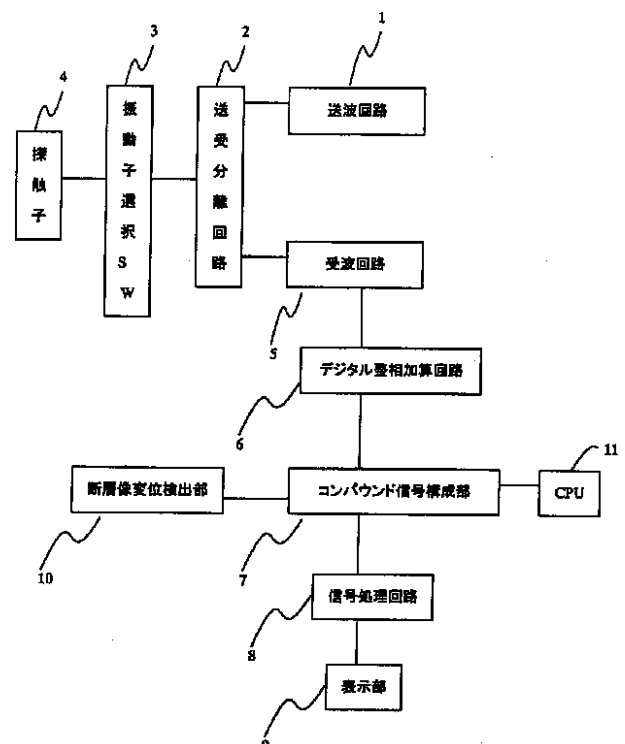 1
送波回路
2
送受分離回路
3
振動子選択SW
4
探触子
受波回路
5
デジタル整相加算回路
6
断層像変位検出部
10
コンパウンド信号構成部
7
CPU
11
信号処理回路
8
表示部